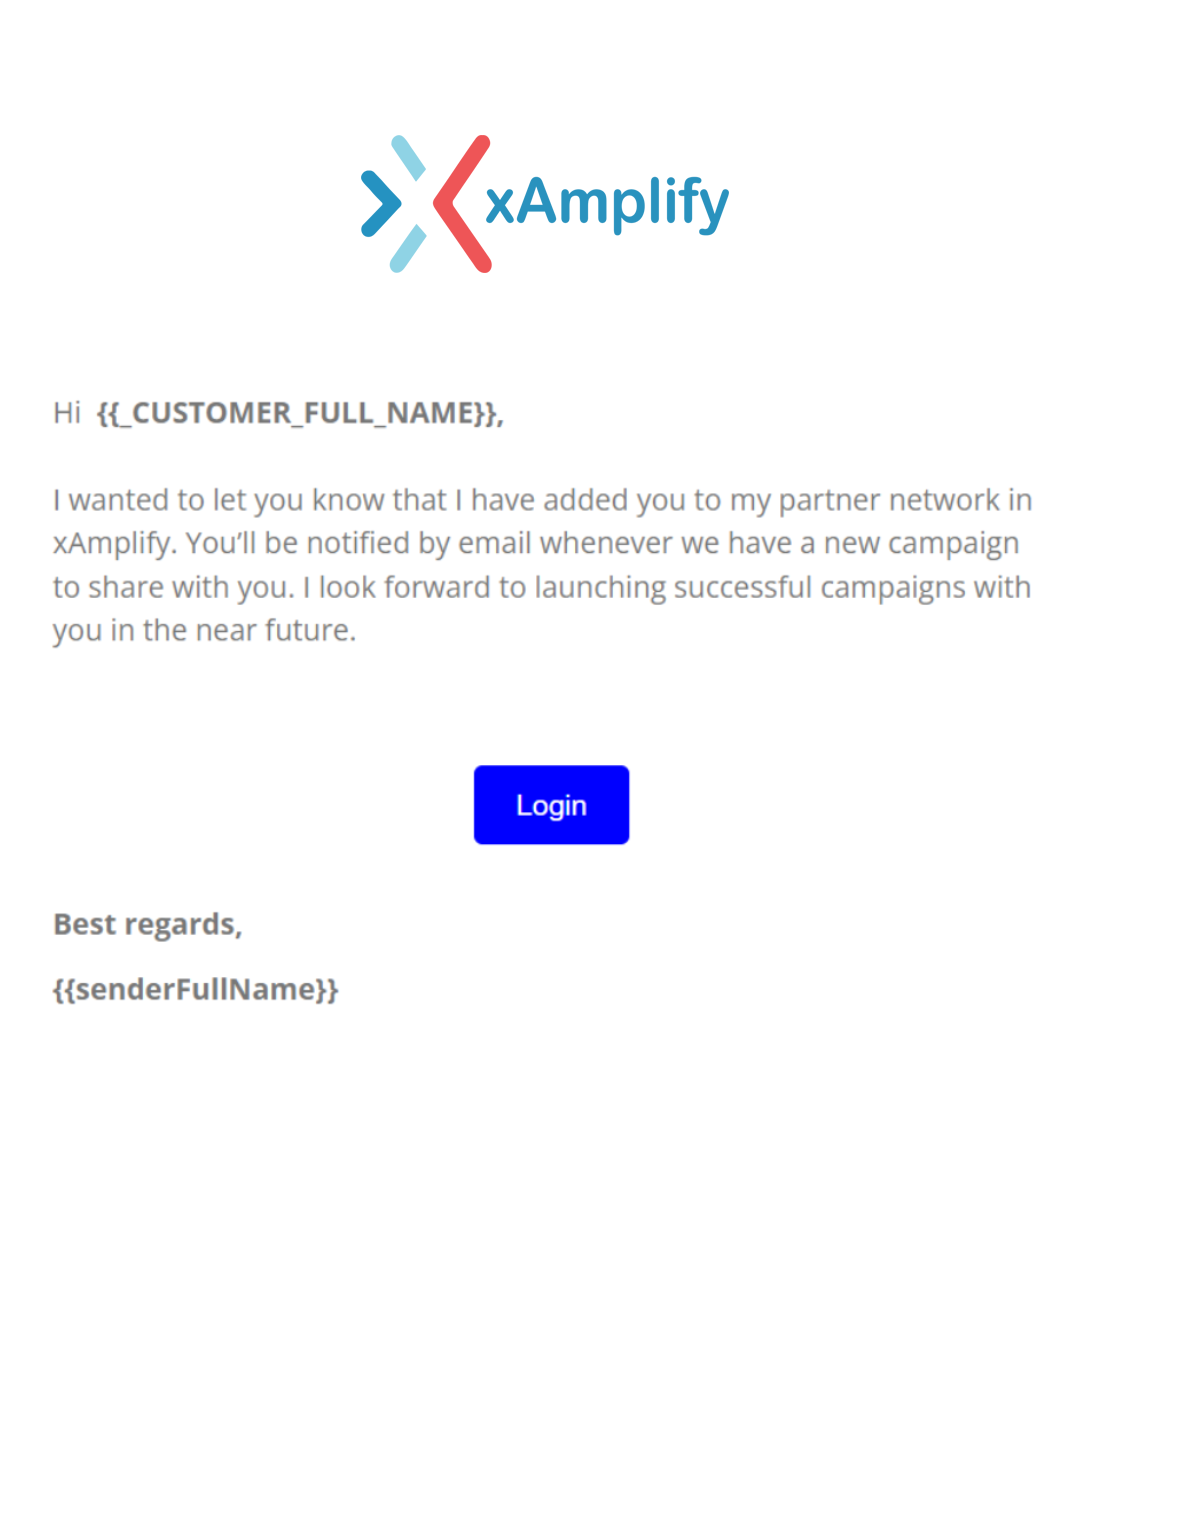 xAmplify
Hi {{_CUSTOMER_FULL_NAME}},
I wanted to let you know that I have added you to my partner network in
xAmplify. You’ll be notified by email whenever we have a new campaign
to share with you. I look forward to launching successful campaigns with
you in the near future.
Login
Best regards,
{{senderFullName}}